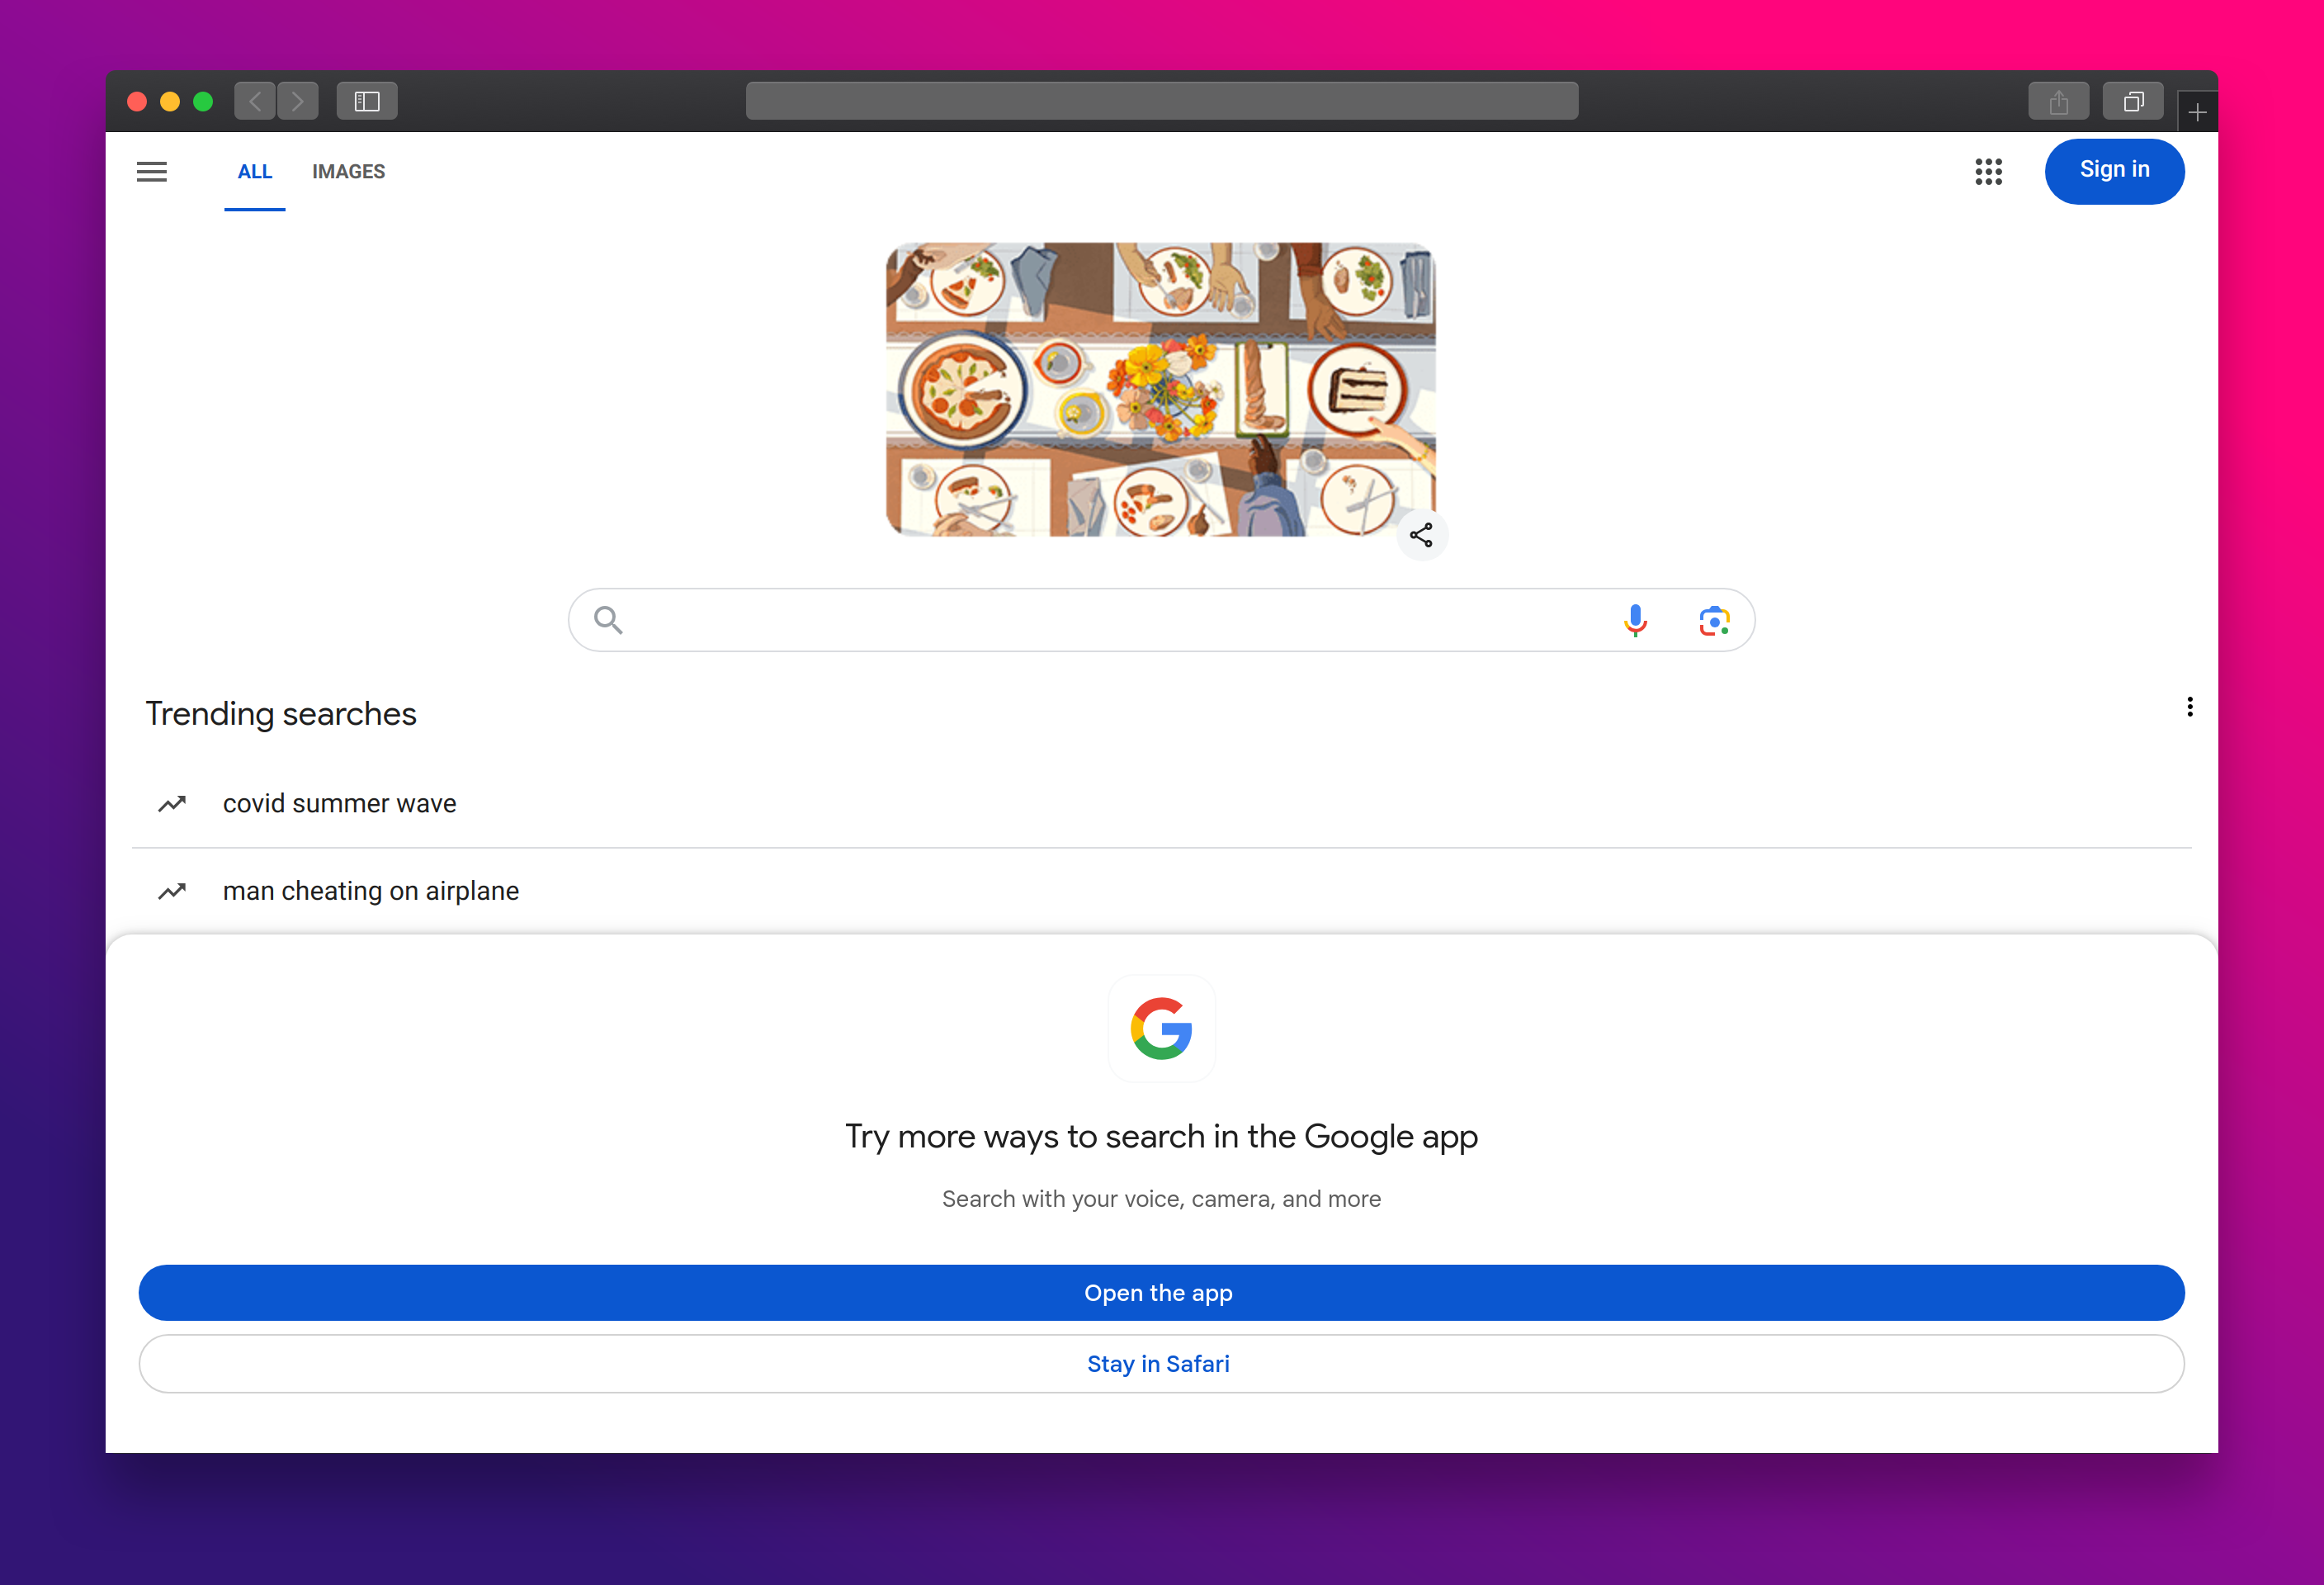 ALL IMAGES Sign in
Trending searches
covid summer wave
man cheating on airplane
Try more ways to search in the Google app
Search with your voice, camera, and more
Open the app
Stay in Safari